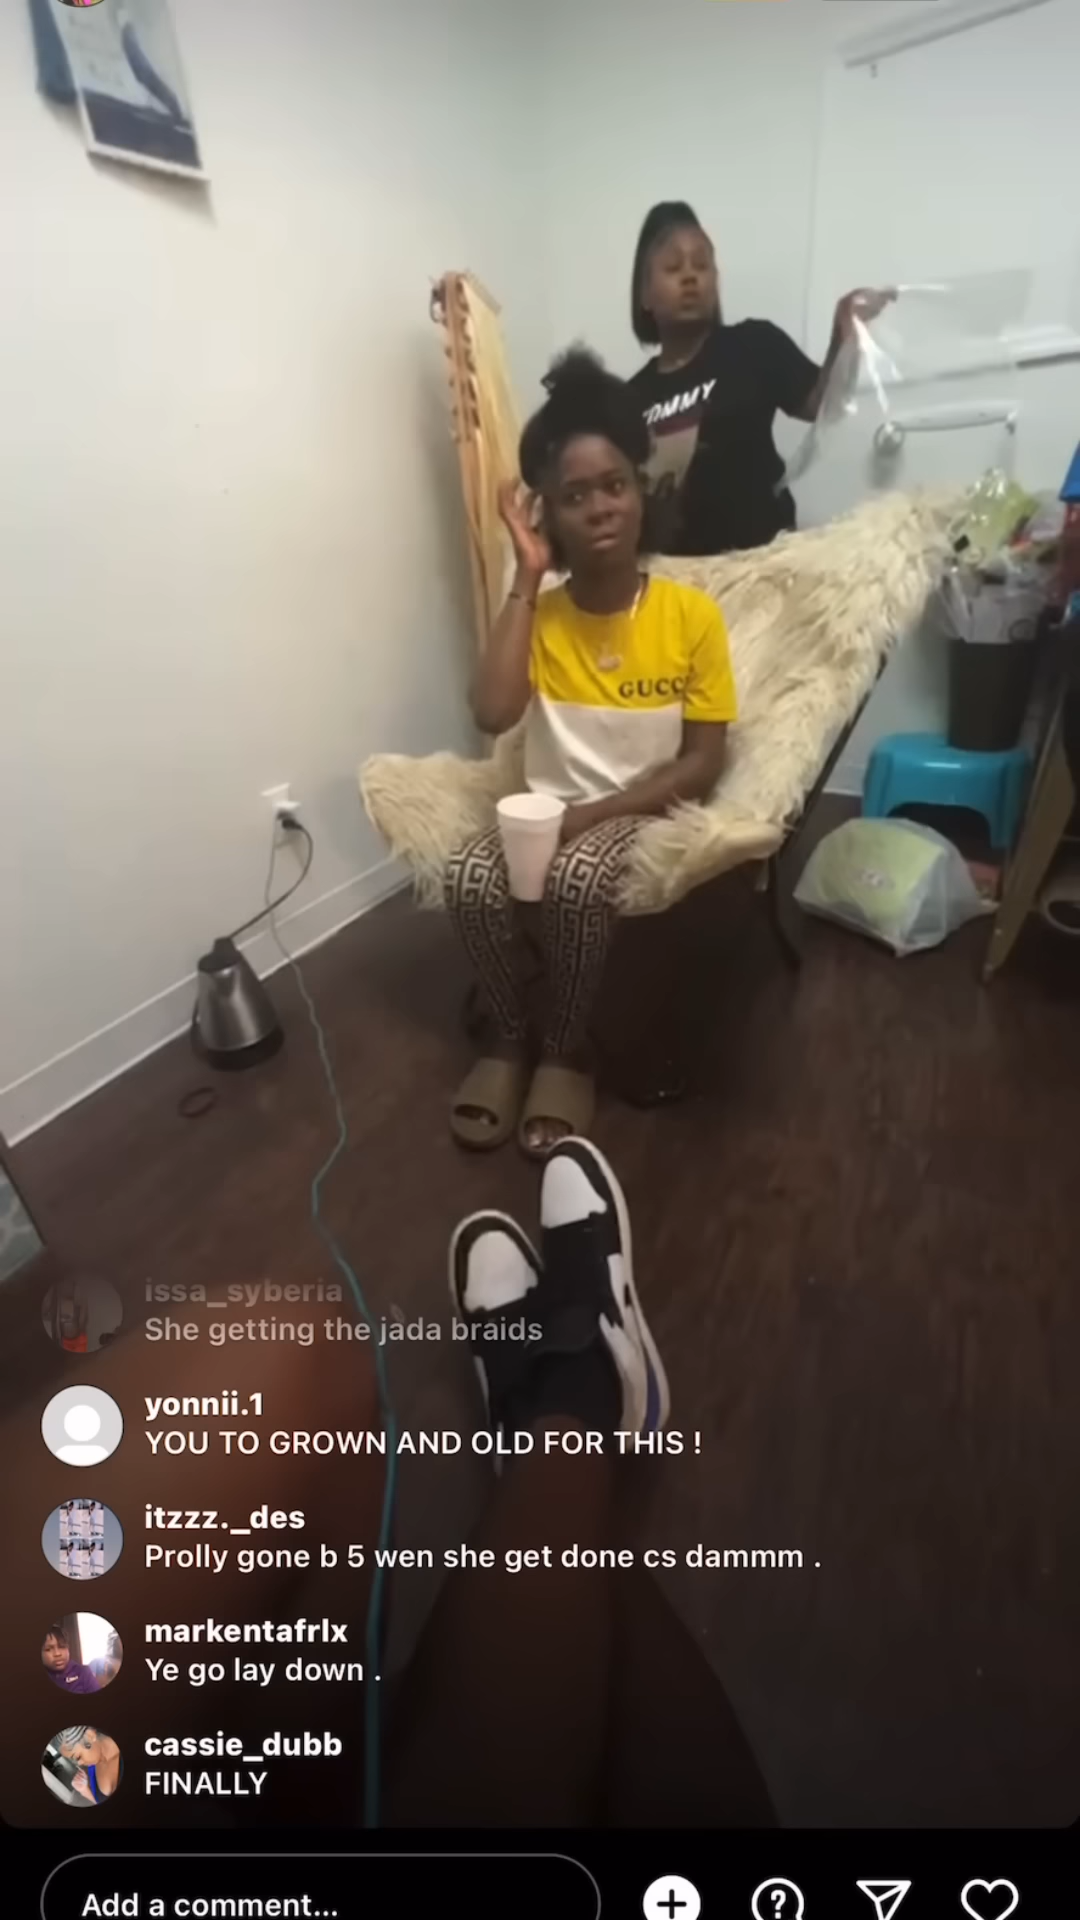 OMMY
GUCC
issa_syberia
She getting the jada braids
yonnii.1
YOU TO GROWN AND OLD FOR THIS !
itzzz._des
Prolly gone b 5 wen she get done cs dammm .
markentafrlx
Ye go lay down .
cassie_dubb
FINALLY
Add a comment...